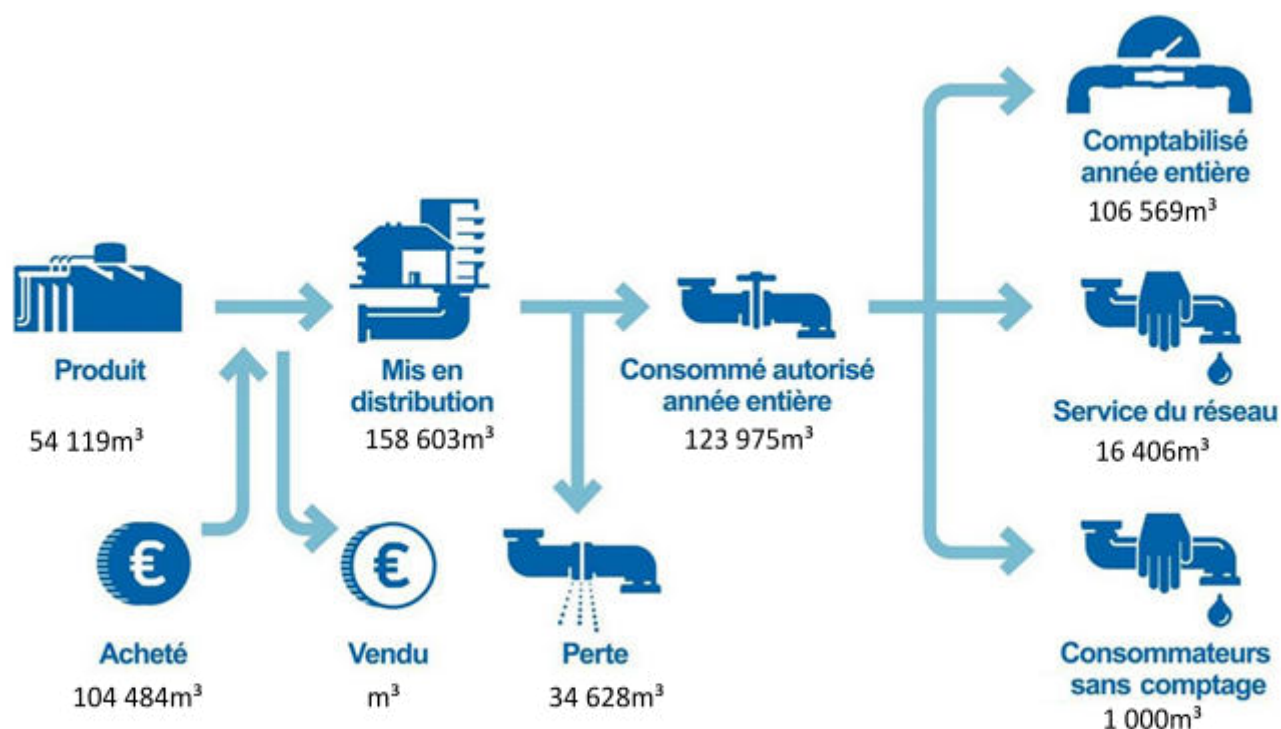 Comptabilisé
année entière
106 569m³
Produit
54 119m³
Mis en
distribution
158 603m³
Consommé autorisé
année entière
123 975m³
Service du réseau
16 406m³
€
Acheté
104 484m³
€
Vendu
m³
Perte
34 628m³
Consommateurs
sans comptage
1 000m³